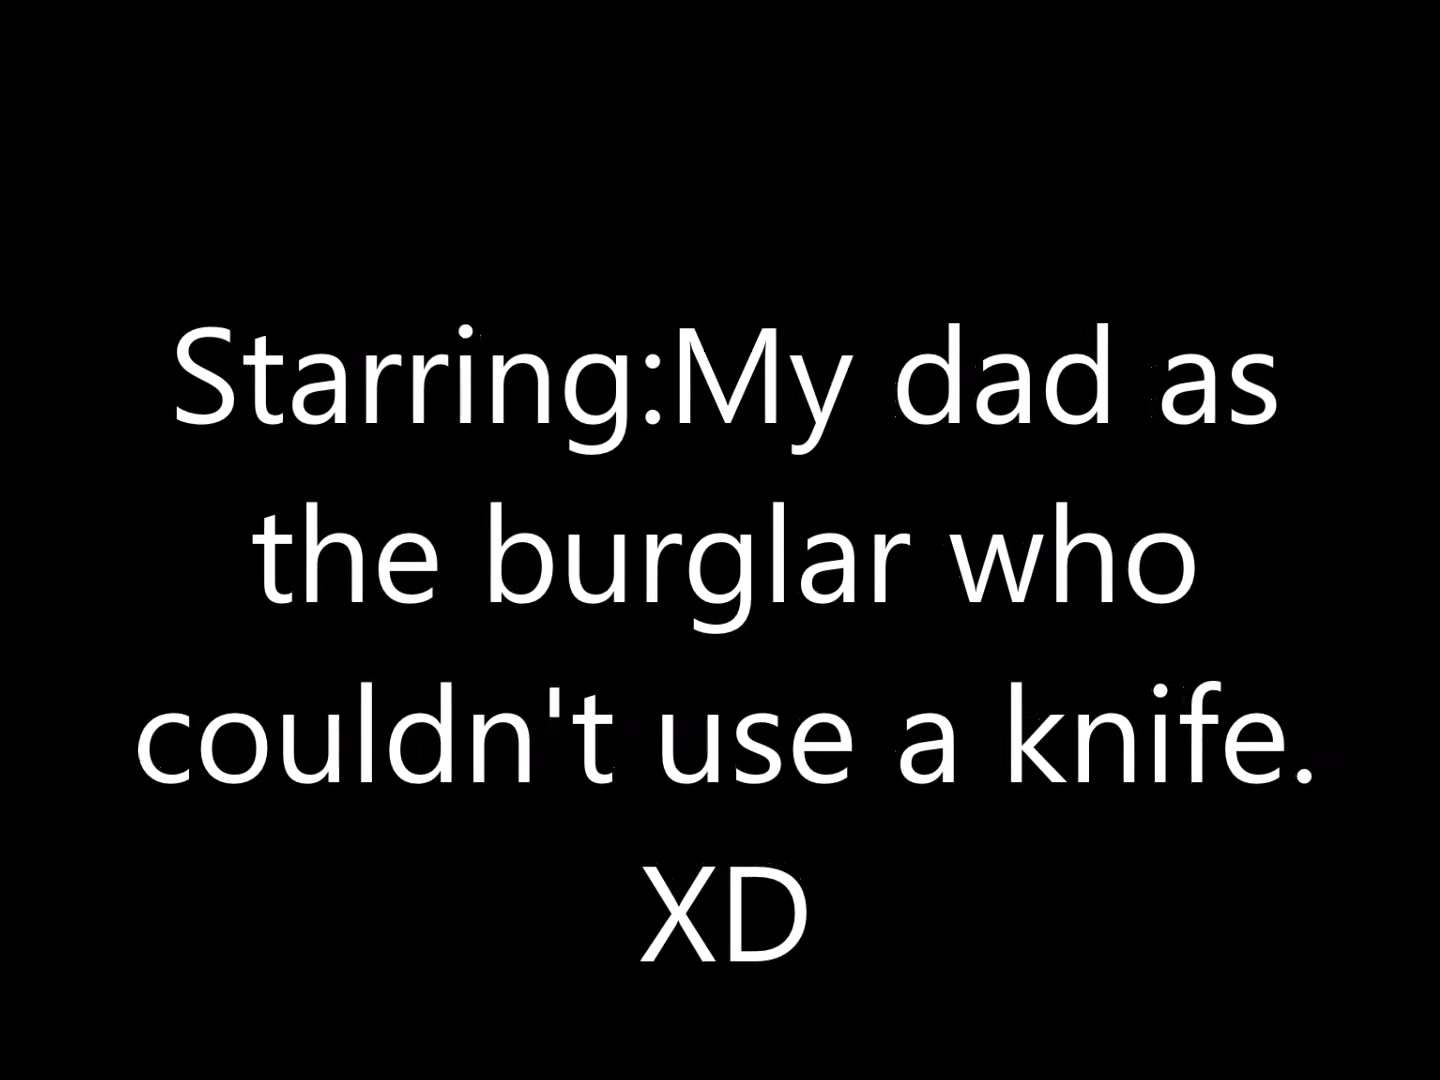 Starring:My dad as
the burglar who
couldn't use a knife.
XD